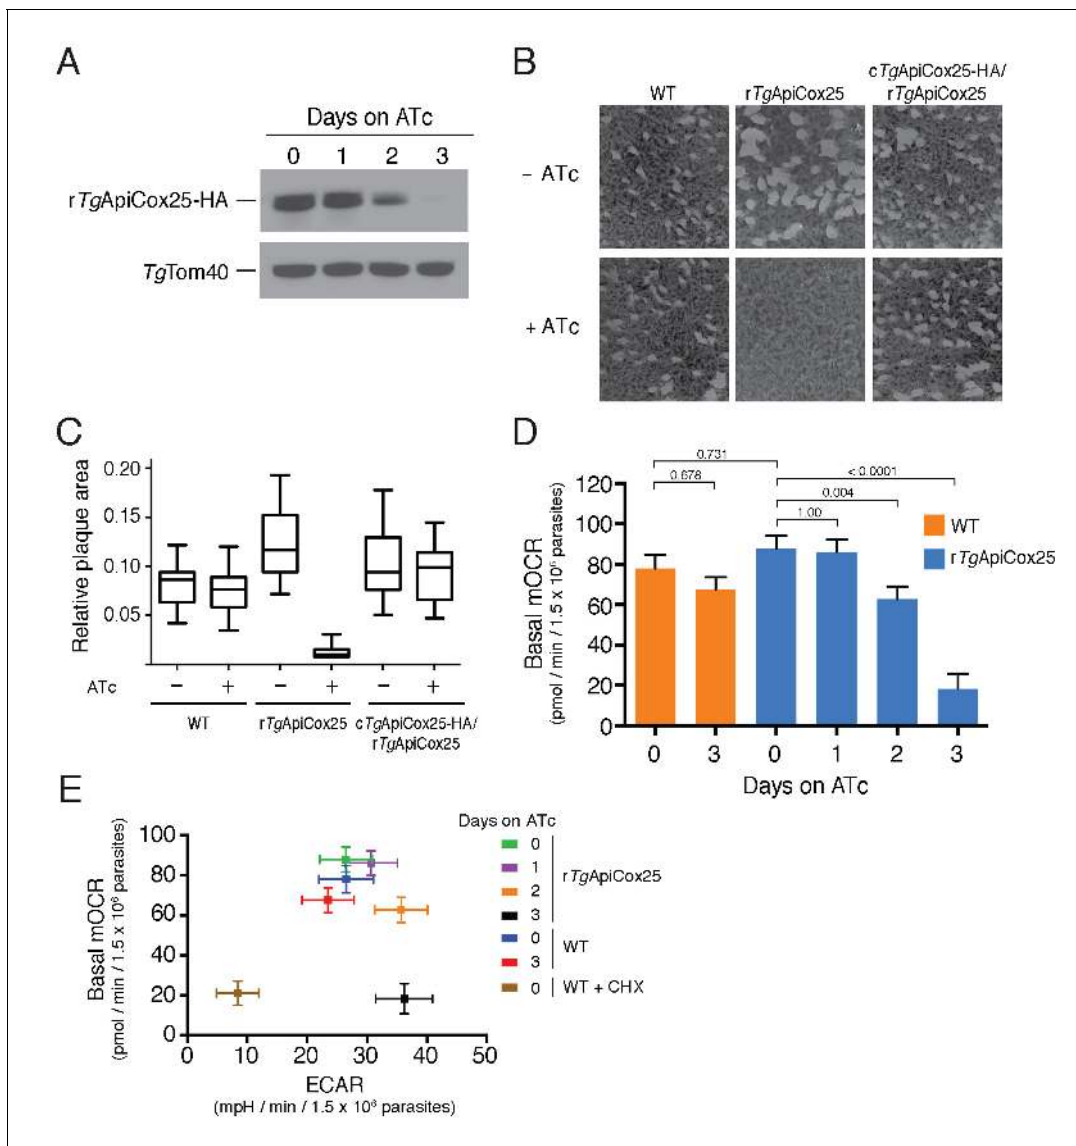 A
Days on ATc
0 1 2 3
rTgApiCox25-HA
TgTom40
B
WT rTgApiCox25 cTgApiCox25-HA/
rTgApiCox25
– ATc
+ ATc
C
Relative plaque area
0.20
0.15
0.10
0.05
ATc – + – + – +
WT rTgApiCox25 cTgApiCox25-HA/
rTgApiCox25
D
Basal mOCR
(pmol / min / 1.5 x 10⁶ parasites)
120
100
80
60
40
20
0
0.731
0.678
< 0.0001
0.004
1.00
WT
rTgApiCox25
0 3 0 1 2 3
Days on ATc
E
Basal mOCR
(pmol / min / 1.5 x 10⁶ parasites)
100
80
60
40
20
0
0 10 20 30 40 50
ECAR
(mpH / min / 1.5 x 10⁶ parasites)
Days on ATc
0
1
rTgApiCox25
2
3
0
WT
3
0 WT + CHX